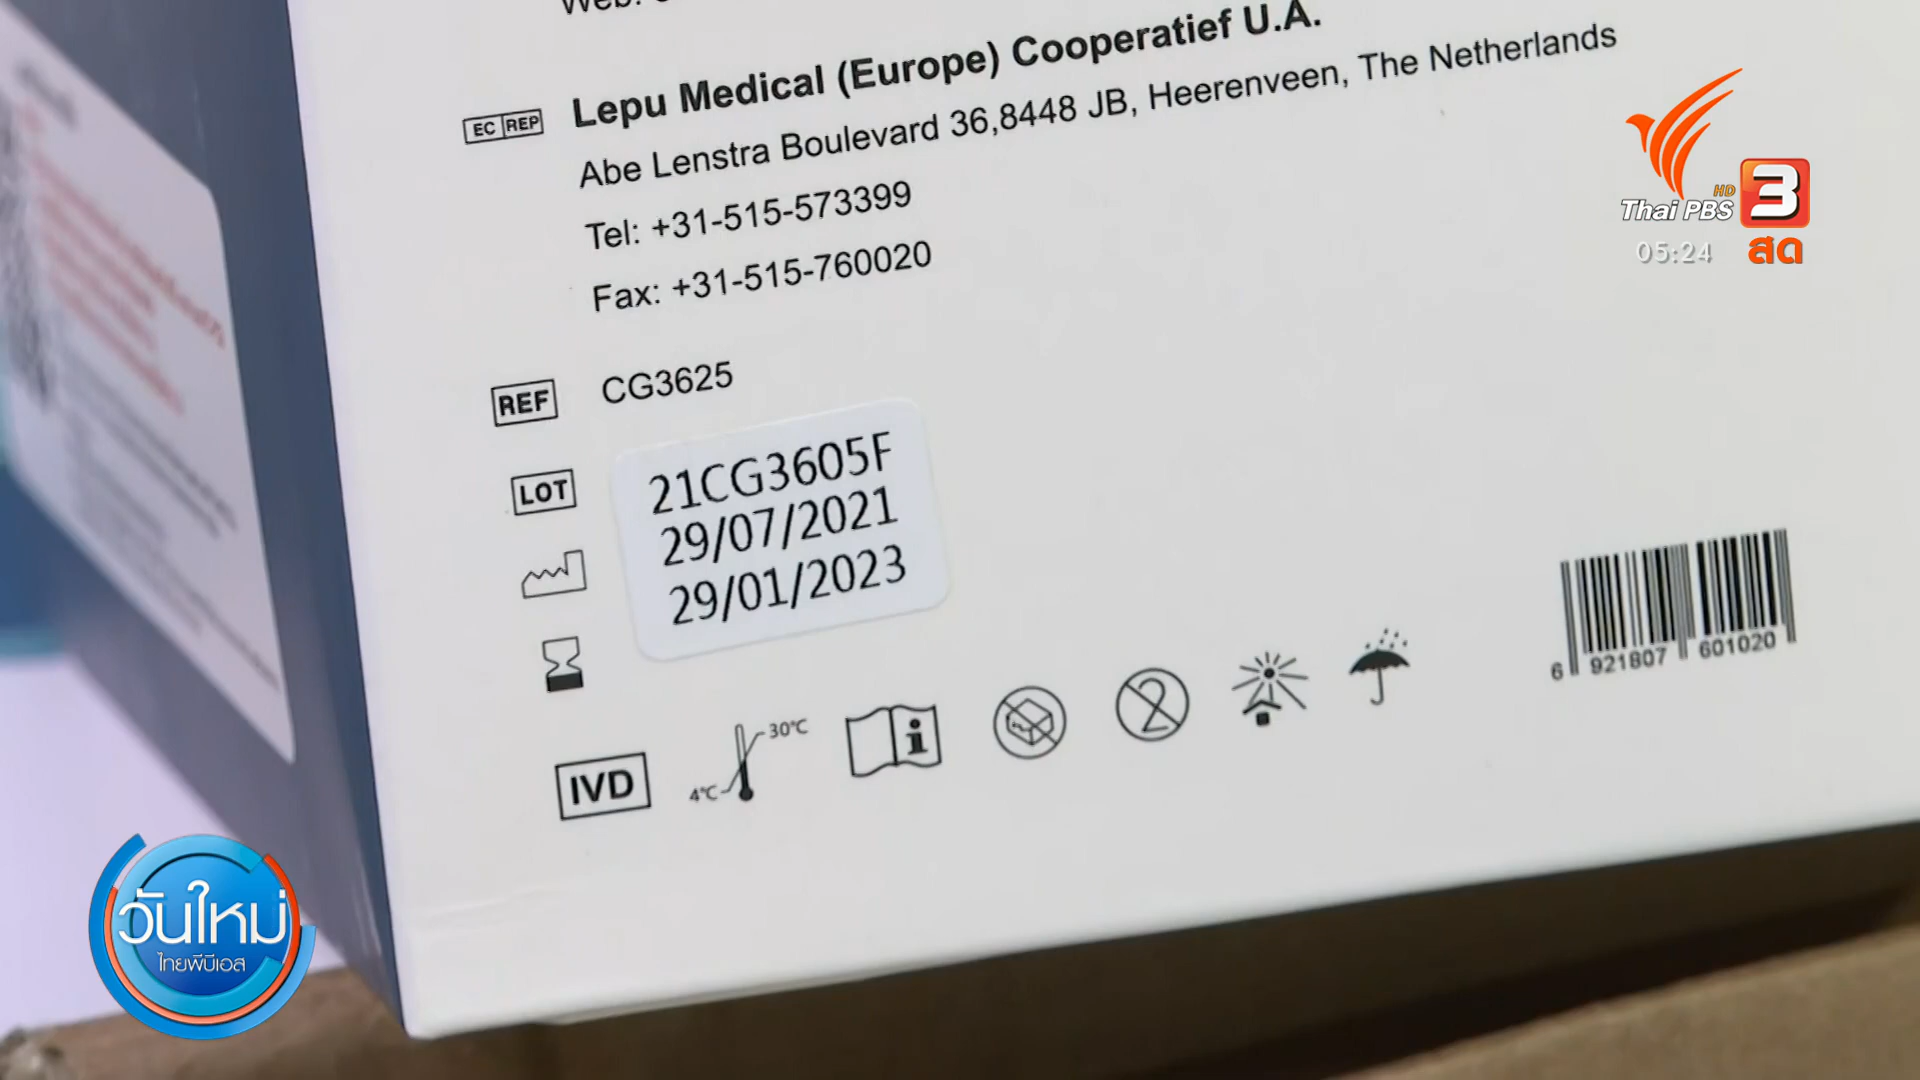 Lepu Medical (Europe) Cooperatief U.A.
EC REP
Abe Lenstra Boulevard 36,8448 JB, Heerenveen, The Netherlands
Tel: +31-515-573399
Fax: +31-515-760020
REF CG3625
LOT 21CG3605F
29/07/2021
29/01/2023
IVD
4°C
30°C
i
2
6 921807 601020
HD
Thai PBS 3
05:24 สด
วันใหม่
ไทยพีบีเอส